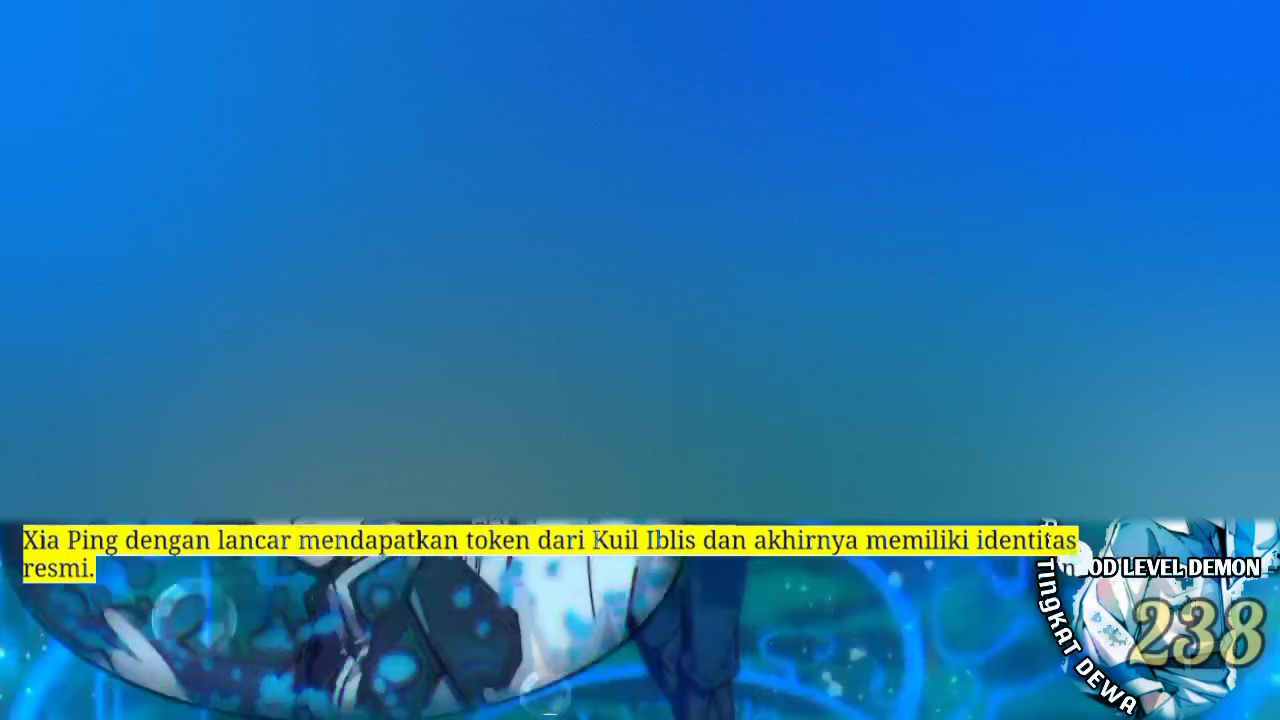 Xia Ping dengan lancar mendapatkan token dari Kuil Iblis dan akhirnya memiliki identitas
resmi.
OD LEVEL DEMON
238
TINGKAT DEWA